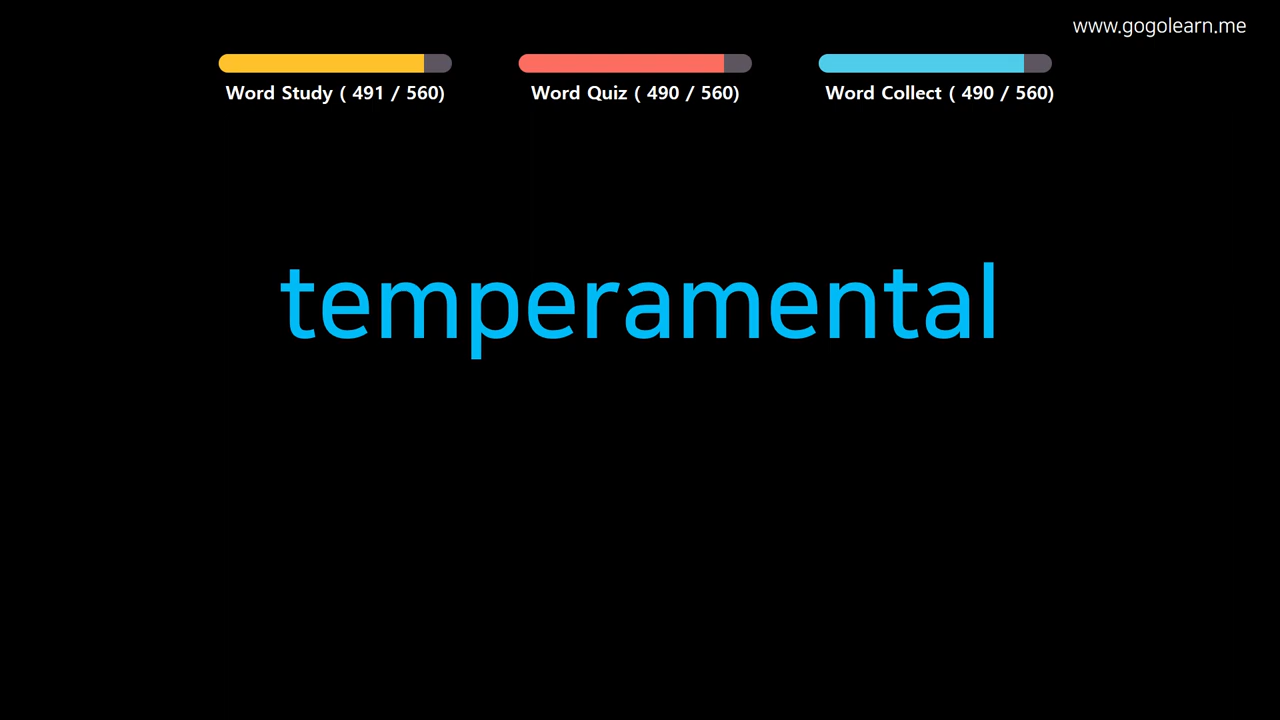 www.gogolearn.me
Word Study ( 491 / 560)
Word Quiz ( 490 / 560)
Word Collect ( 490 / 560)
temperamental